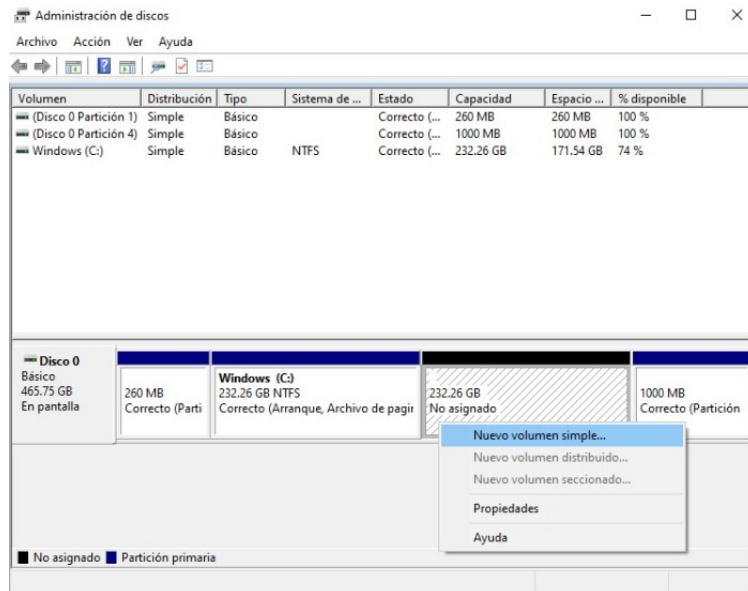 Administración de discos
Archivo Acción Ver Ayuda
Volumen Distribución Tipo Sistema de ... Estado Capacidad Espacio ... % disponible
(Disco 0 Partición 1) Simple Básico Correcto (... 260 MB 260 MB 100 %
(Disco 0 Partición 4) Simple Básico Correcto (... 1000 MB 1000 MB 100 %
Windows (C:) Simple Básico NTFS Correcto (... 232.26 GB 171.54 GB 74 %
Disco 0
Básico
465.75 GB
En pantalla
260 MB
Correcto (Parti
Windows (C:)
232.26 GB NTFS
Correcto (Arranque, Archivo de pagir
232.26 GB
No asignado
1000 MB
Correcto (Partición
Nuevo volumen simple...
Nuevo volumen distribuido...
Nuevo volumen seccionado...
Propiedades
Ayuda
No asignado Partición primaria